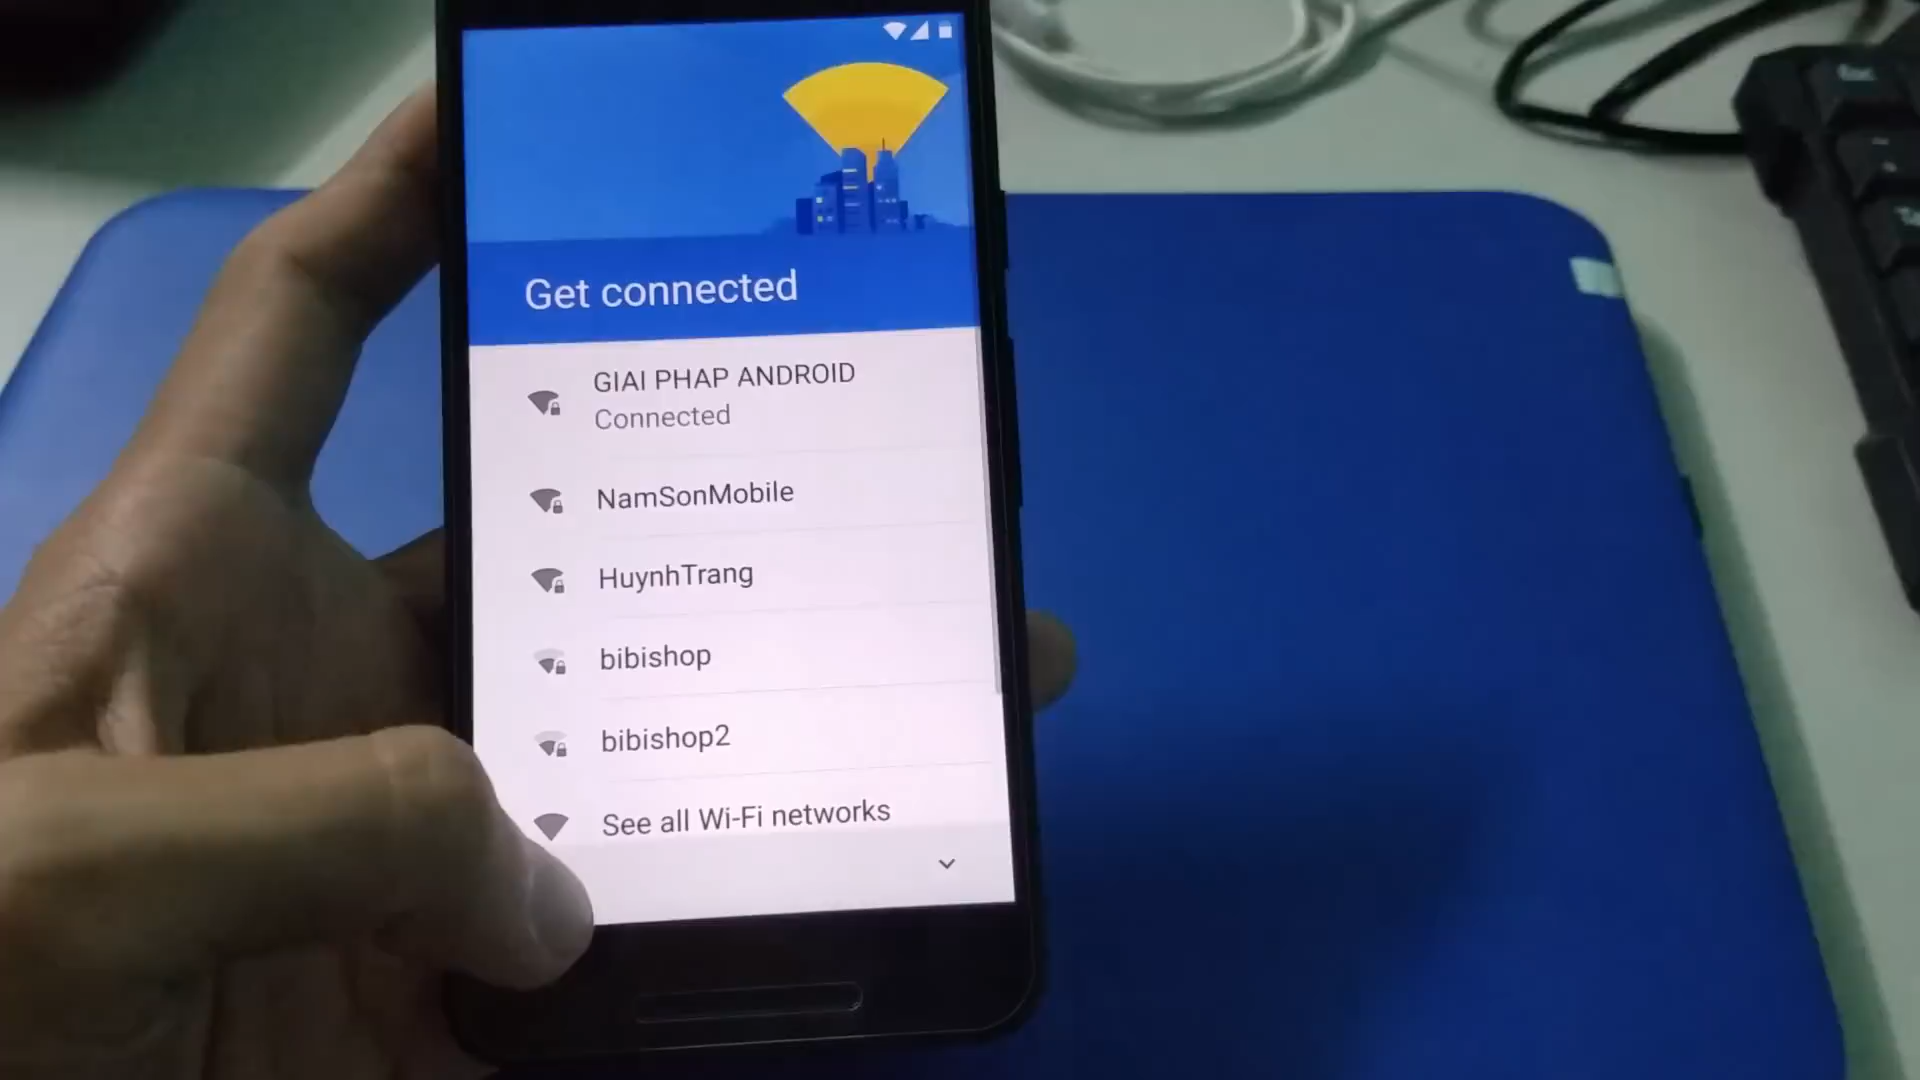 Get connected
GIAI PHAP ANDROID
Connected
NamSonMobile
HuynhTrang
bibishop
bibishop2
See all Wi-Fi networks